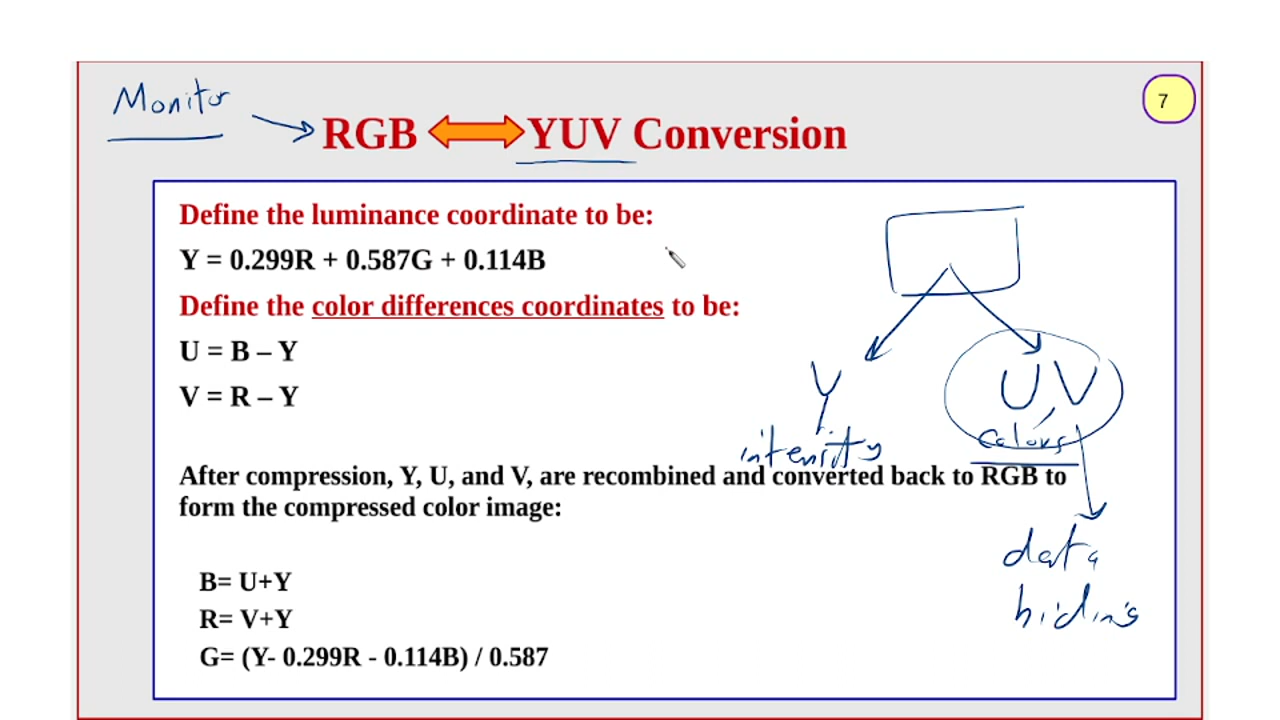 Monitor
7
RGB YUV Conversion
Define the luminance coordinate to be:
Y = 0.299R + 0.587G + 0.114B
Define the color differences coordinates to be:
U = B – Y
V = R – Y
Y
U,V
intensity
colors
After compression, Y, U, and V, are recombined and converted back to RGB to
form the compressed color image:
data
hiding
B= U+Y
R= V+Y
G= (Y- 0.299R - 0.114B) / 0.587